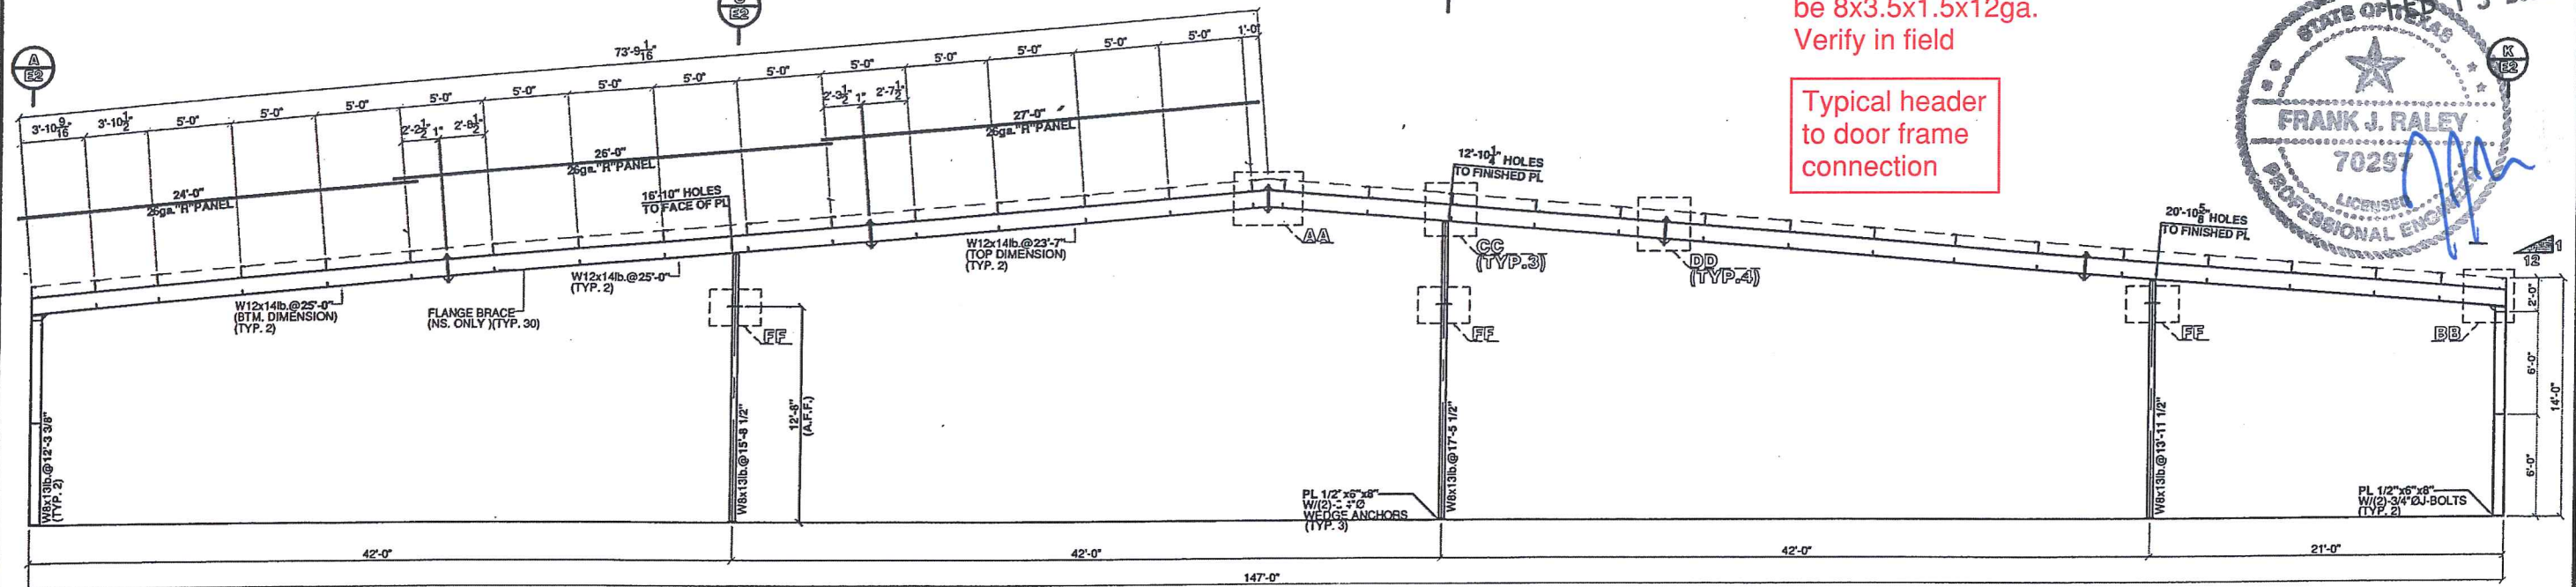 A
E2
E2
73'-9 1/16"
3'-10 9/16"
3'-10 1/2"
5'-0"
5'-0"
5'-0"
5'-0"
5'-0"
5'-0"
5'-0"
5'-0"
5'-0"
5'-0"
5'-0"
5'-0"
5'-0"
1'-0"
2'-2 1/2"
1"
2'-8 1/2"
2'-3 1/2"
1"
2'-7 1/2"
24'-0"
26ga."R"PANEL
26'-0"
26ga."R"PANEL
27'-0"
26ga."R"PANEL
be 8x3.5x1.5x12ga.
Verify in field
Typical header
to door frame
connection
STATE OF TEXAS
FRANK J. RALEY
70297
LICENSED
PROFESSIONAL ENGINEER
K
E2
16'-10" HOLES
TO FACE OF PL
12'-10 1/4" HOLES
TO FINISHED PL
20'-10 5/8" HOLES
TO FINISHED PL
1
12
W12x14lb.@25'-0"
(BTM. DIMENSION)
(TYP. 2)
FLANGE BRACE
(NS. ONLY )(TYP. 30)
W12x14lb.@25'-0"
(TYP. 2)
W12x14lb.@23'-7"
(TOP DIMENSION)
(TYP. 2)
AA
CC
(TYP.3)
DD
(TYP.4)
FF
FF
FF
BB
2'-0"
6'-0"
6'-0"
14'-0"
W8x13lb.@12'-3 3/8"
(TYP. 2)
W8x13lb.@15'-8 1/2"
12'-8"
(A.F.F.)
W8x13lb.@17'-5 1/2"
W8x13lb.@13'-11 1/2"
PL 1/2"x6"x8"
WEDGE ANCHORS
(TYP. 3)
PL 1/2"x6"x8"
W/(2)-3/4"ØJ-BOLTS
(TYP. 2)
42'-0"
42'-0"
42'-0"
21'-0"
147'-0"